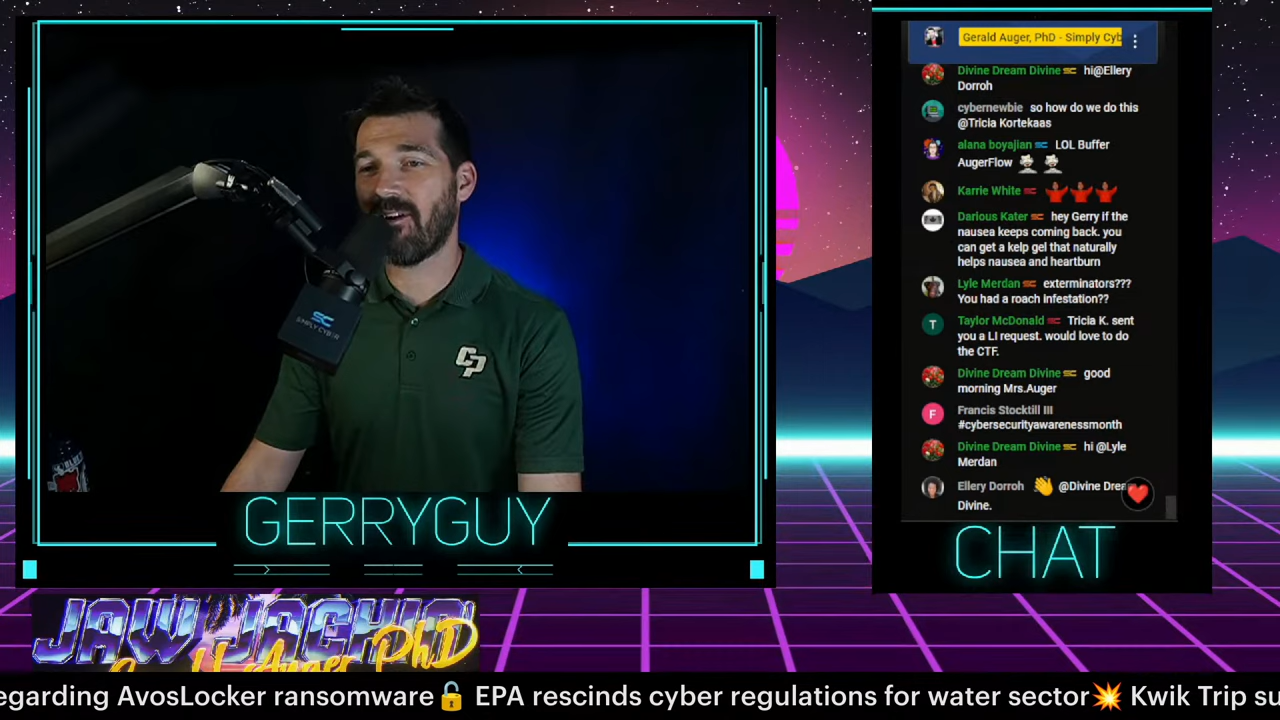 Gerald Auger, PhD - Simply Cyb
Divine Dream Divine hi@Ellery
Dorroh
cybernewbie so how do we do this
@Tricia Kortekaas
alana boyajian LOL Buffer
AugerFlow
Karrie White
Darious Kater hey Gerry if the
nausea keeps coming back. you
can get a kelp gel that naturally
helps nausea and heartburn
Lyle Merdan exterminators???
You had a roach infestation??
T Taylor McDonald Tricia K. sent
you a LI request. would love to do
the CTF.
Divine Dream Divine good
morning Mrs.Auger
F Francis Stocktill III
#cybersecurityawarenessmonth
Divine Dream Divine hi @Lyle
Merdan
Ellery Dorroh 👋 @Divine Drea
Divine.
CHAT
SC
SIMPLY CYBER
CP
GERRYGUY
JAW JACKIN'
Auger PhD
egarding AvosLocker ransomware🔓 EPA rescinds cyber regulations for water sector💥 Kwik Trip su